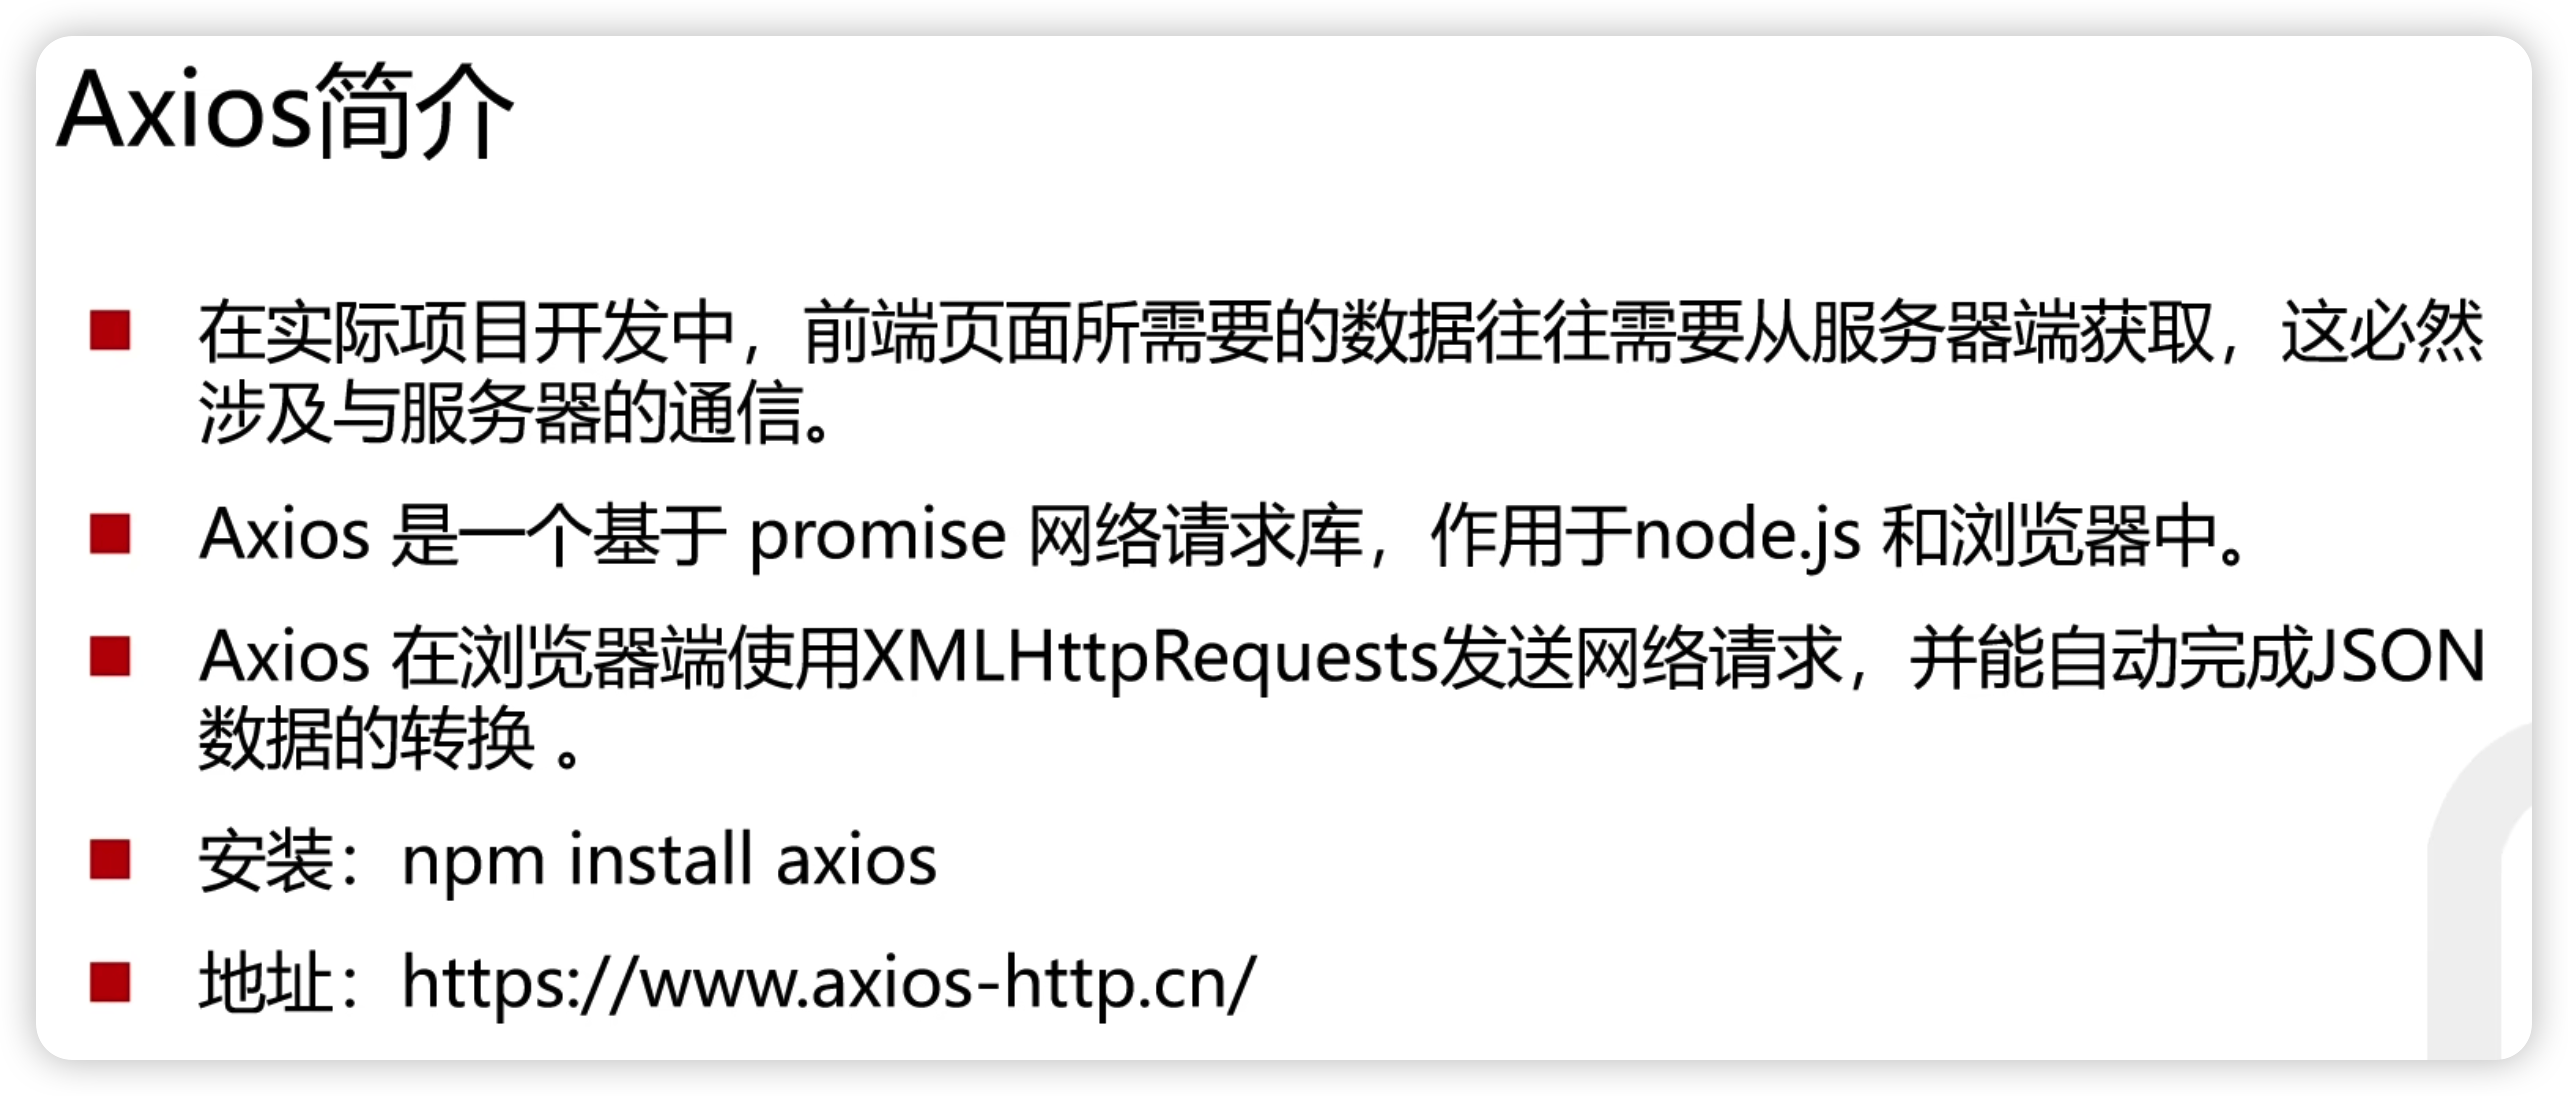 Axios简介
在实际项目开发中，前端页面所需要的数据往往需要从服务器端获取，这必然
涉及与服务器的通信。
Axios 是一个基于 promise 网络请求库，作用于node.js 和浏览器中。
Axios 在浏览器端使用XMLHttpRequests发送网络请求，并能自动完成JSON
数据的转换 。
安装：npm install axios
地址：https://www.axios-http.cn/